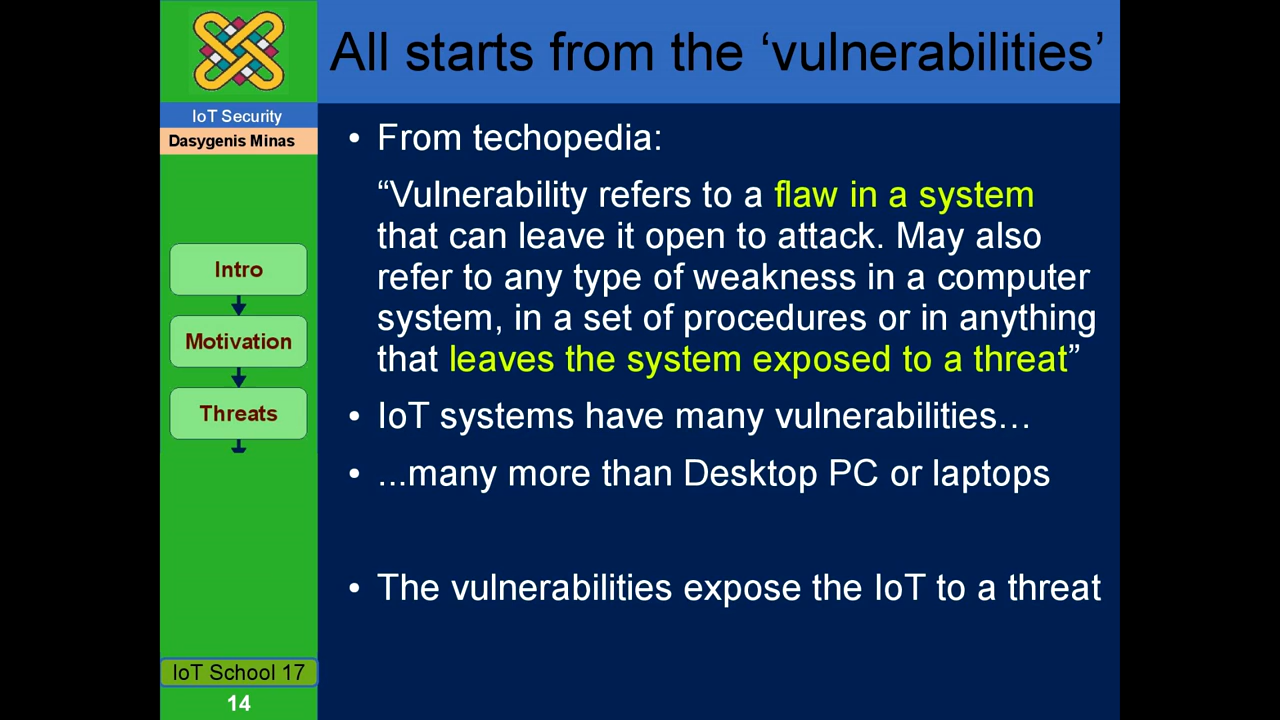 All starts from the ‘vulnerabilities’
IoT Security
Dasygenis Minas
Intro
Motivation
Threats
IoT School 17
14
• From techopedia:
“Vulnerability refers to a flaw in a system
that can leave it open to attack. May also
refer to any type of weakness in a computer
system, in a set of procedures or in anything
that leaves the system exposed to a threat”
• IoT systems have many vulnerabilities…
• ...many more than Desktop PC or laptops
• The vulnerabilities expose the IoT to a threat